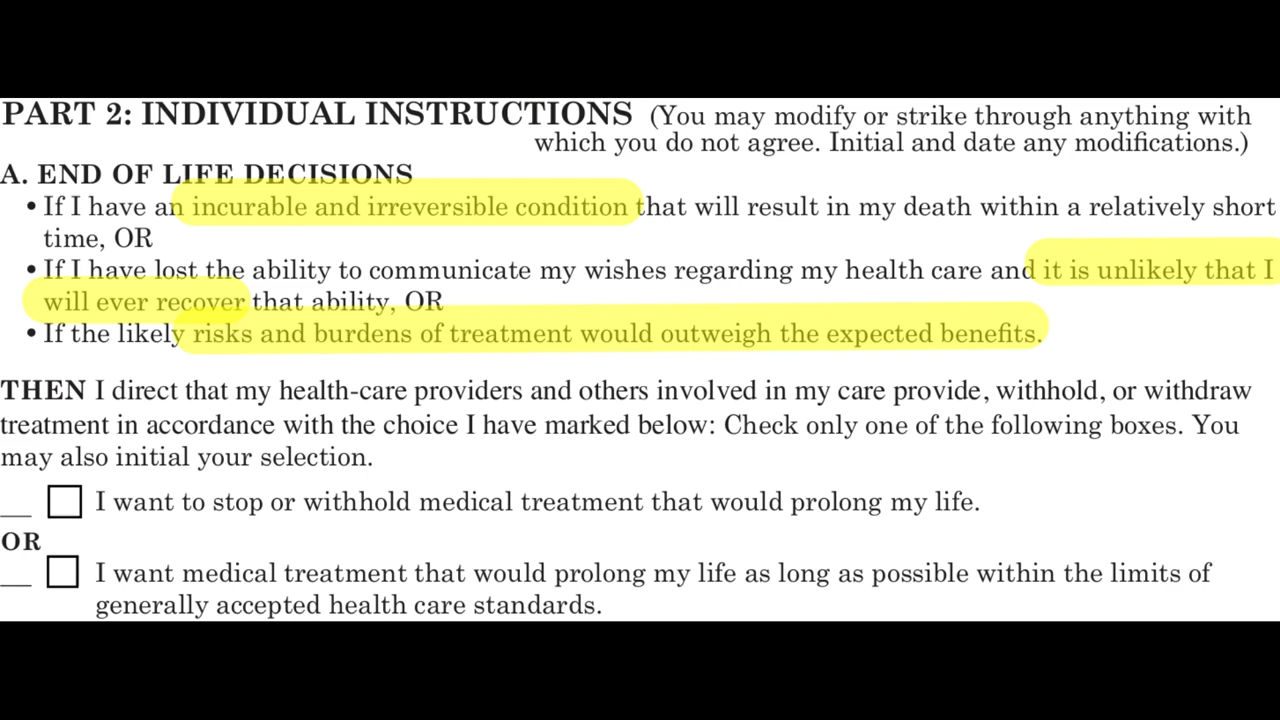 PART 2: INDIVIDUAL INSTRUCTIONS (You may modify or strike through anything with
which you do not agree. Initial and date any modifications.)
A. END OF LIFE DECISIONS
• If I have an incurable and irreversible condition that will result in my death within a relatively short
time, OR
• If I have lost the ability to communicate my wishes regarding my health care and it is unlikely that I
will ever recover that ability, OR
• If the likely risks and burdens of treatment would outweigh the expected benefits.
THEN I direct that my health-care providers and others involved in my care provide, withhold, or withdraw
treatment in accordance with the choice I have marked below: Check only one of the following boxes. You
may also initial your selection.
__ ☐ I want to stop or withhold medical treatment that would prolong my life.
OR
__ ☐ I want medical treatment that would prolong my life as long as possible within the limits of
generally accepted health care standards.